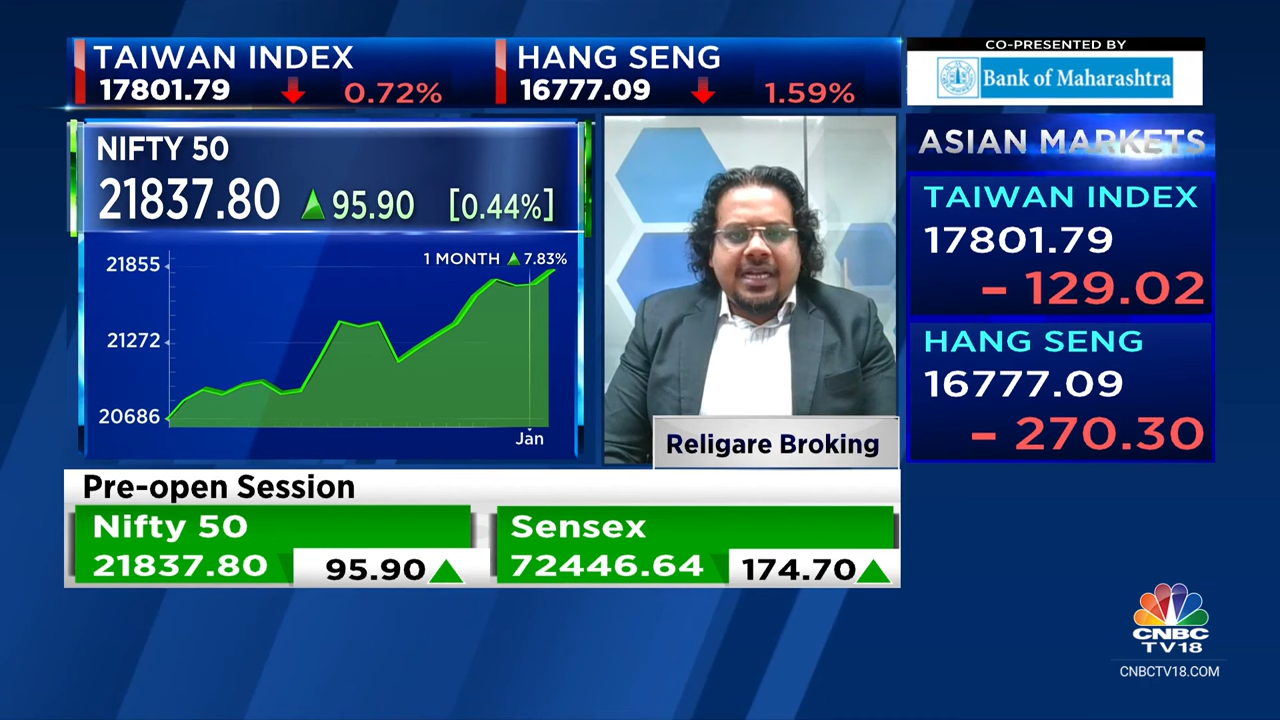 TAIWAN INDEX
17801.79 0.72%
HANG SENG
16777.09 1.59%
CO-PRESENTED BY
Bank of Maharashtra
NIFTY 50
21837.80 95.90 [0.44%]
1 MONTH 7.83%
21855
21272
20686
Jan
Religare Broking
ASIAN MARKETS
TAIWAN INDEX
17801.79
- 129.02
HANG SENG
16777.09
- 270.30
Pre-open Session
Nifty 50
21837.80 95.90
Sensex
72446.64 174.70
CNBC
TV18
CNBCTV18.COM